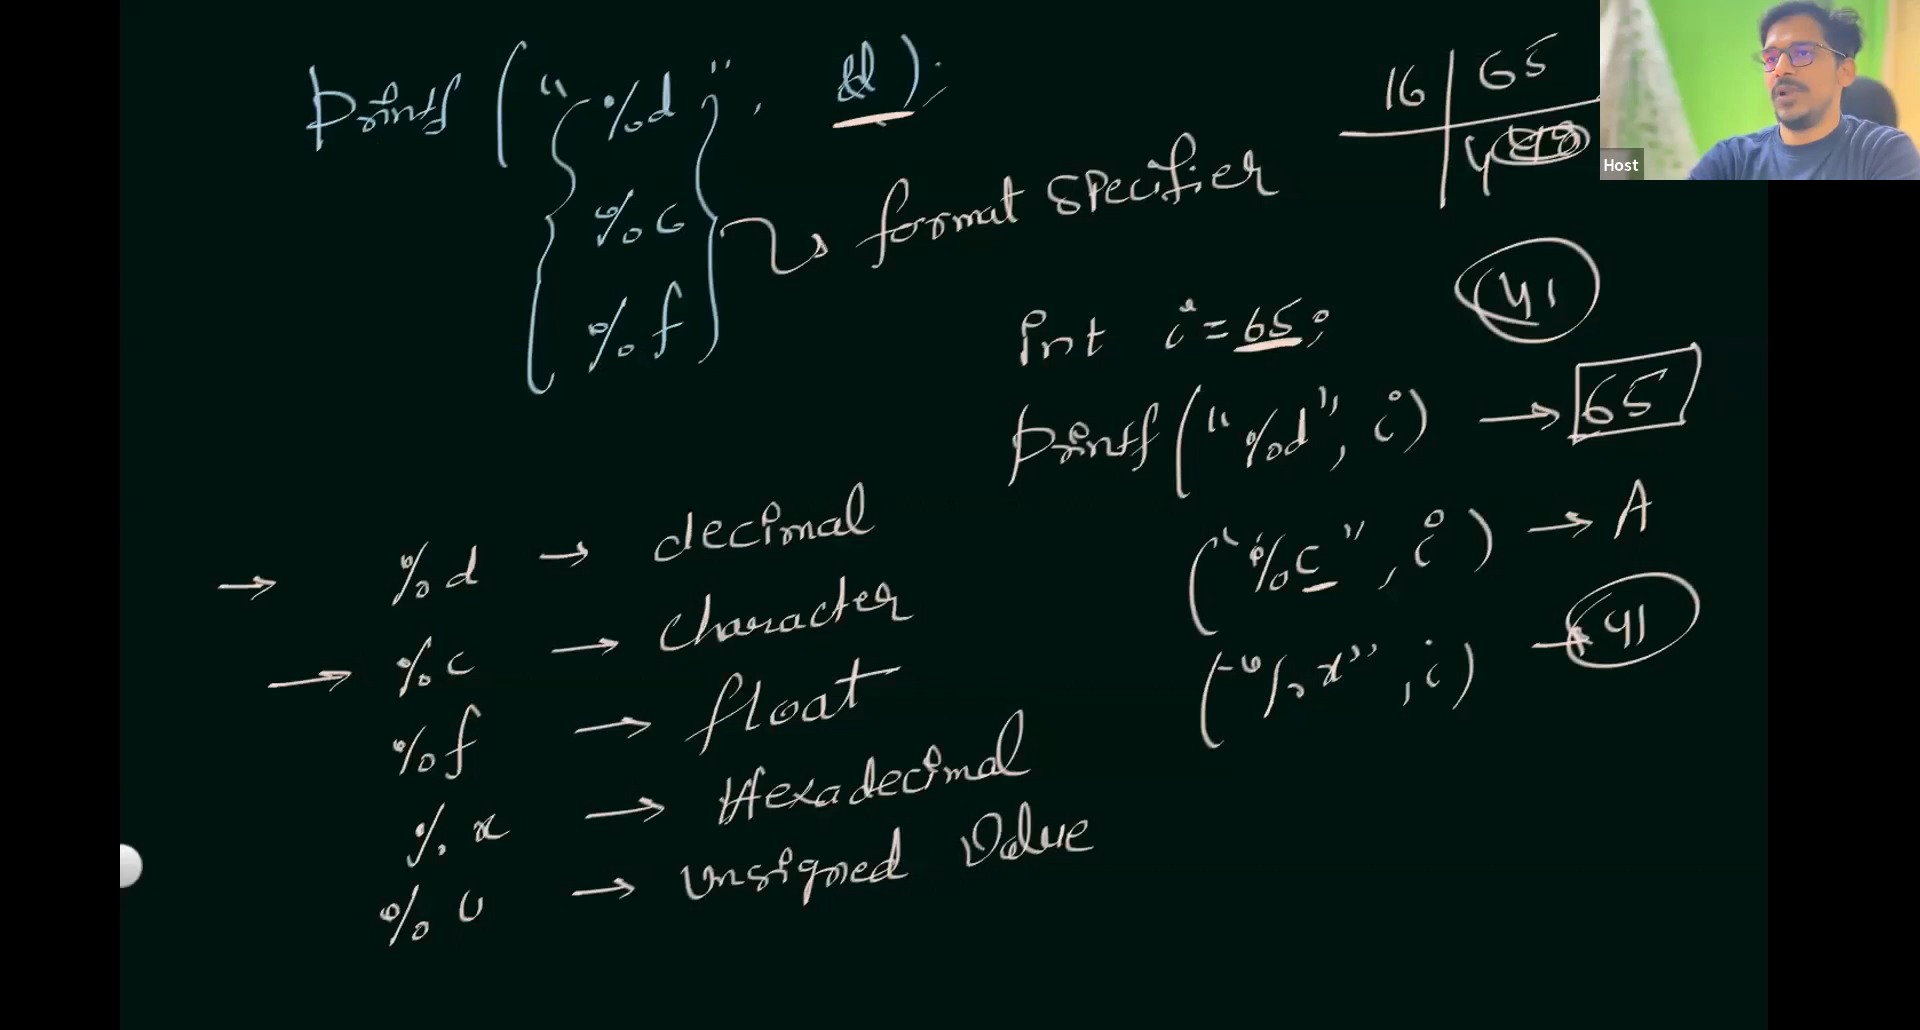 printf ( " %d " , );
%c
%f
format specifier
16 | 65
4
41
int i = 65;
printf ( " %d ", i ) → 65
( " %c ", i ) → A
( " %x ", i ) → 41
→ %d → decimal
→ %c → character
%f → float
%x → Hexadecimal
%u → unsigned value
Host